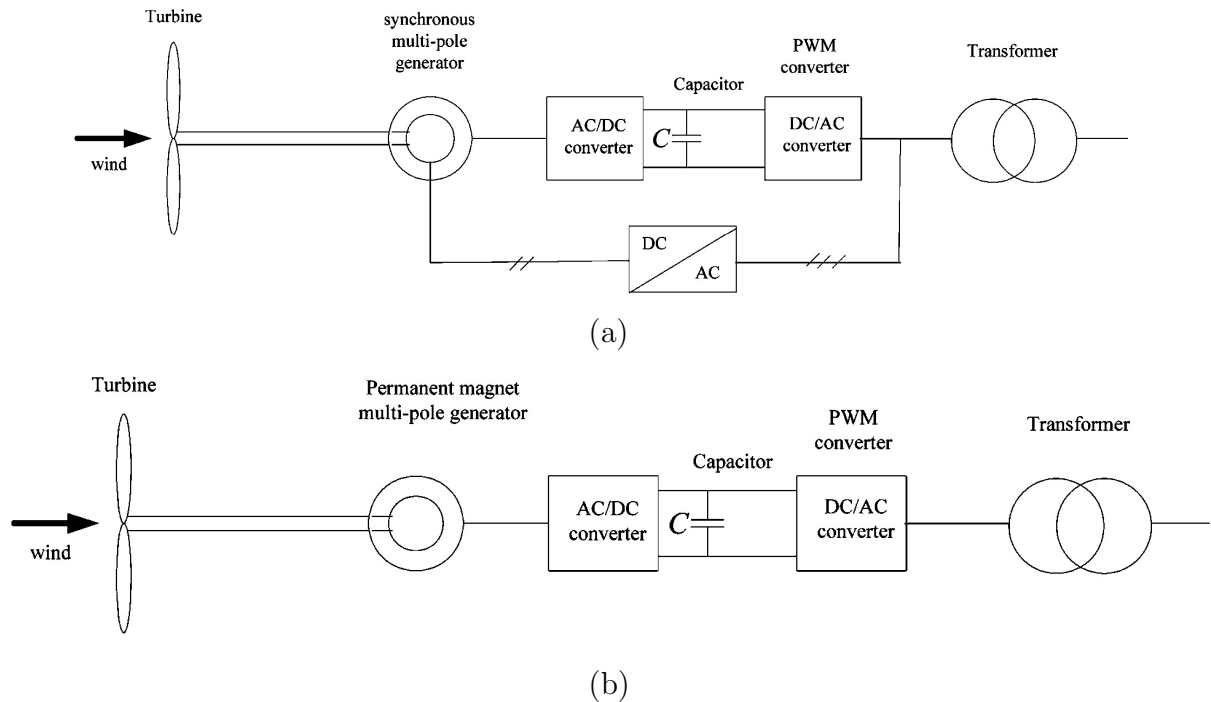 Turbine
synchronous
multi-pole
generator
PWM
converter
Transformer
Capacitor
wind
AC/DC
converter
C
DC/AC
converter
DC
AC
(a)
Turbine
Permanent magnet
multi-pole generator
PWM
converter
Transformer
Capacitor
wind
AC/DC
converter
C
DC/AC
converter
(b)